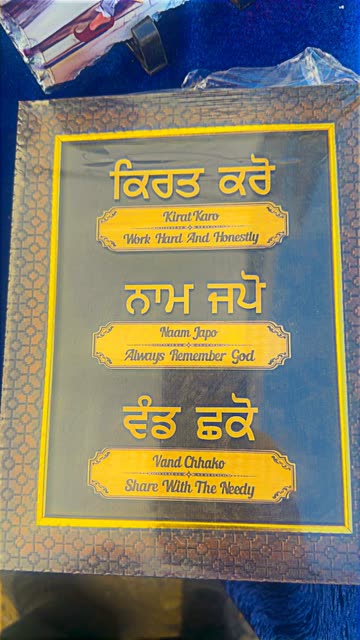 ਕਿਰਤ ਕਰੋ
Kirat Karo
Work Hard And Honestly
ਨਾਮ ਜਪੋ
Naam Japo
Always Remember God
ਵੰਡ ਛਕੋ
Vand Chhako
Share With The Needy